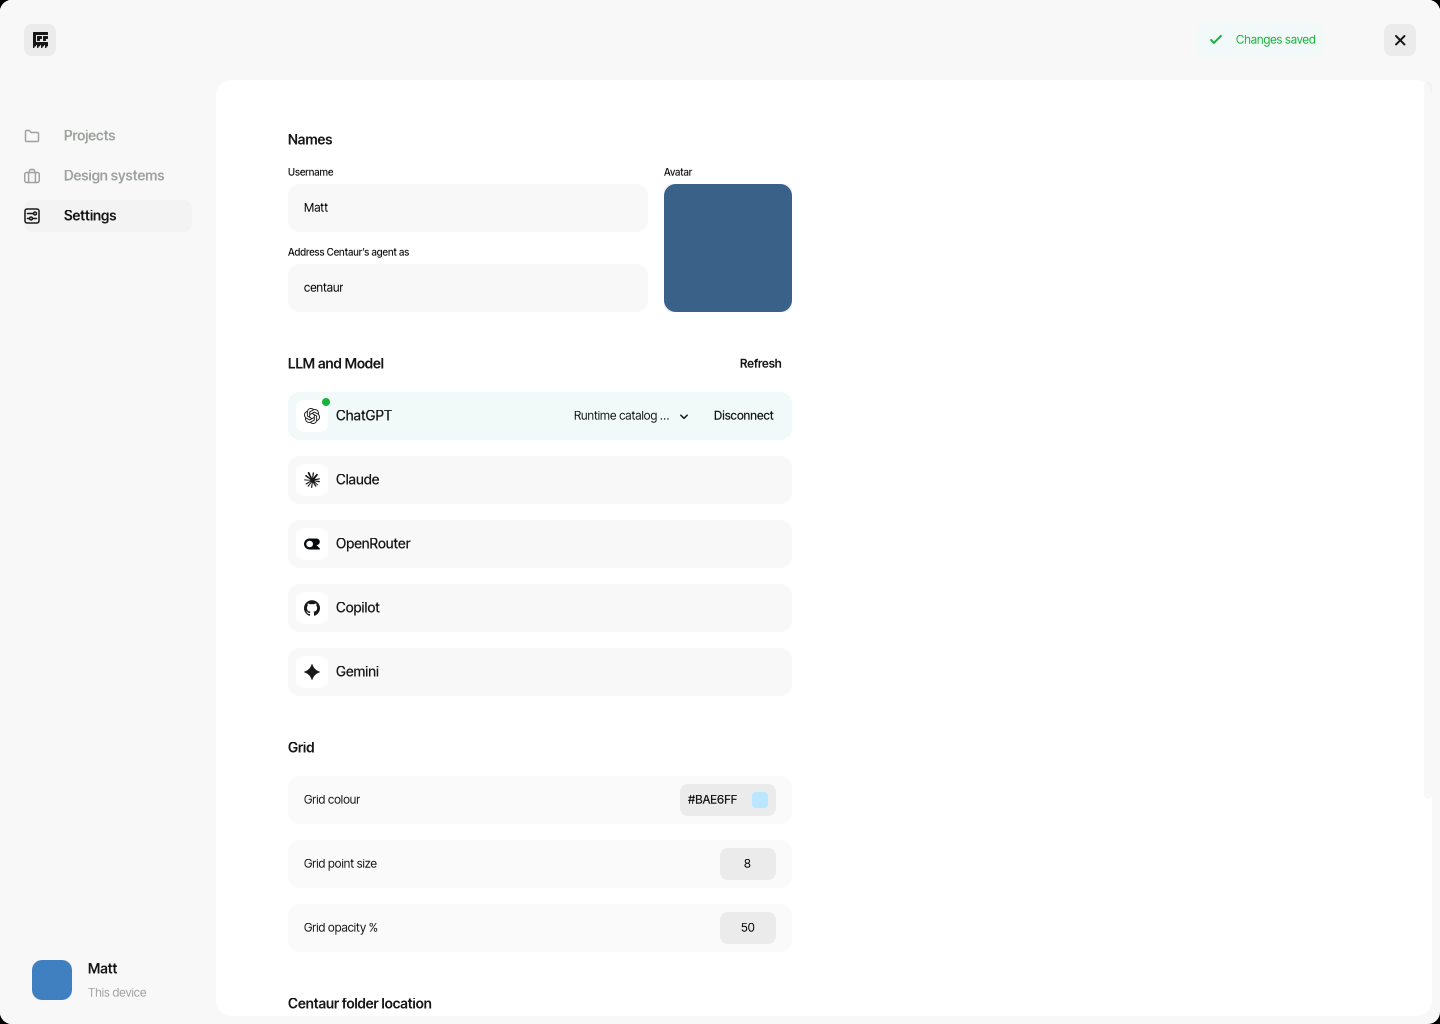 Changes saved
Projects
Design systems
Settings
Names
Username
Avatar
Matt
Address Centaur's agent as
centaur
LLM and Model
Refresh
ChatGPT
Runtime catalog ...
Disconnect
Claude
OpenRouter
Copilot
Gemini
Grid
Grid colour
#BAE6FF
Grid point size
8
Grid opacity %
50
Centaur folder location
Matt
This device